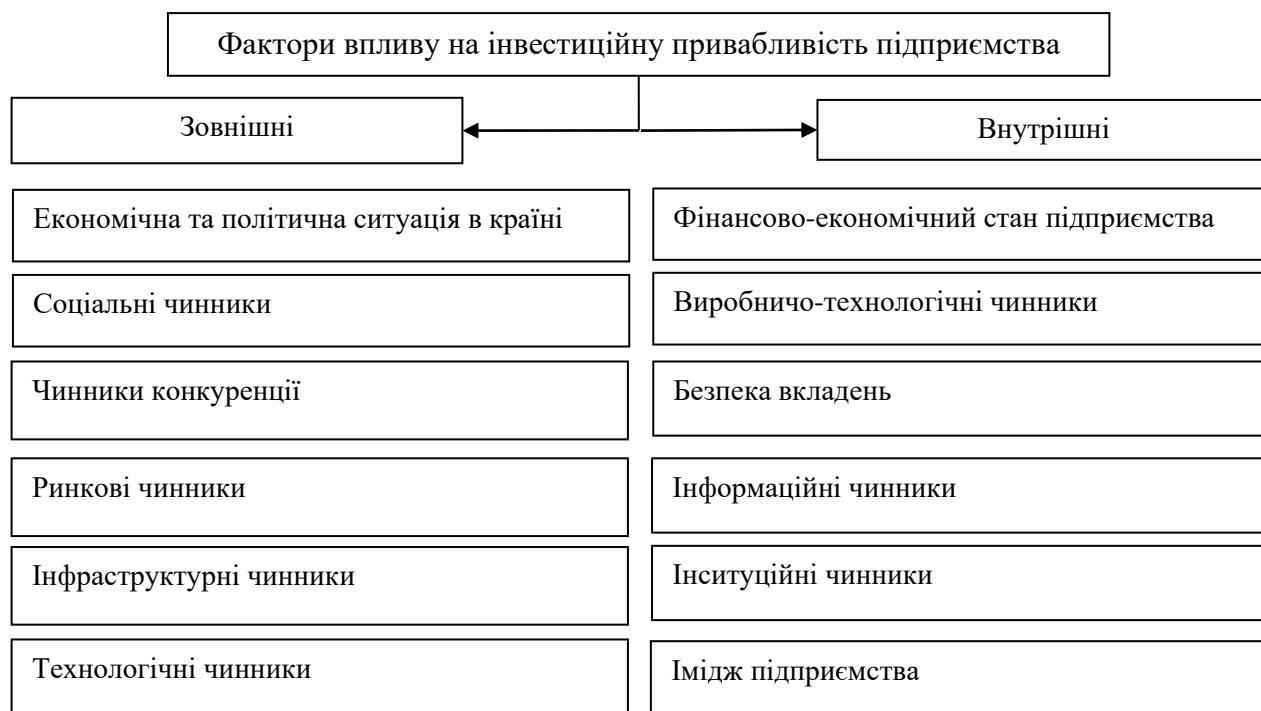 Фактори впливу на інвестиційну привабливість підприємства
Зовнішні
Внутрішні
Економічна та політична ситуація в країні
Фінансово-економічний стан підприємства
Соціальні чинники
Виробничо-технологічні чинники
Чинники конкуренції
Безпека вкладень
Ринкові чинники
Інформаційні чинники
Інфраструктурні чинники
Інситуційні чинники
Технологічні чинники
Імідж підприємства